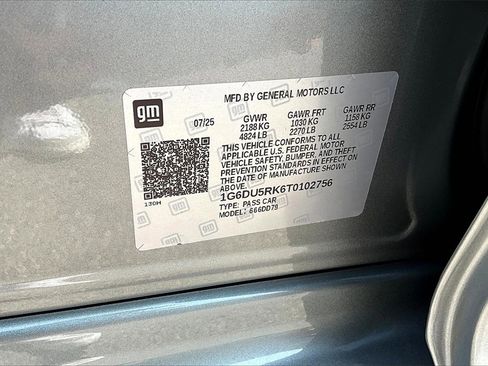 gm
MFD BY GENERAL MOTORS LLC
07/25
GVWR GAWR FRT GAWR RR
2188 KG 1030 KG 1158 KG
4824 LB 2270 LB 2554 LB
THIS VEHICLE CONFORMS TO ALL
APPLICABLE U.S. FEDERAL MOTOR
VEHICLE SAFETY, BUMPER, AND THEFT
PREVENTION STANDARDS IN EFFECT ON
THE DATE OF MANUFACTURE SHOWN
ABOVE.
1G6DU5RK6T0102756
TYPE: PASS CAR
MODEL: 666DD79
130H